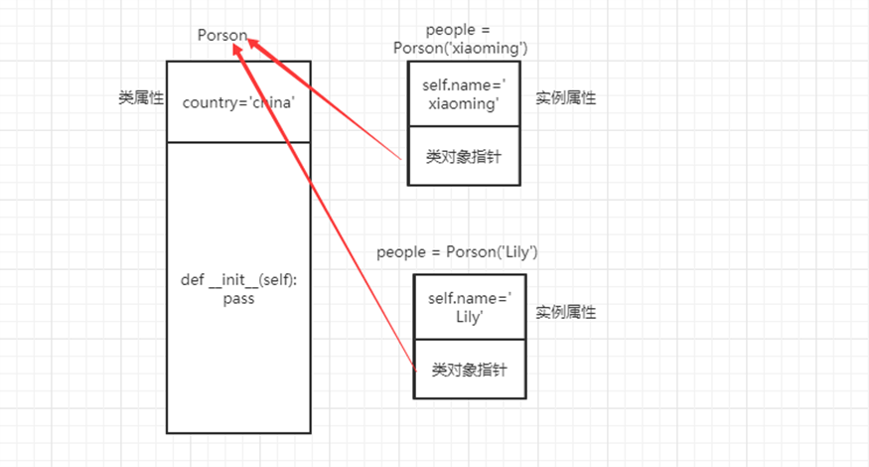 Porson
类属性
country='china'
def __init__(self):
pass
people =
Porson('xiaoming')
self.name='
xiaoming'
实例属性
类对象指针
people = Porson('Lily')
self.name='
Lily'
实例属性
类对象指针